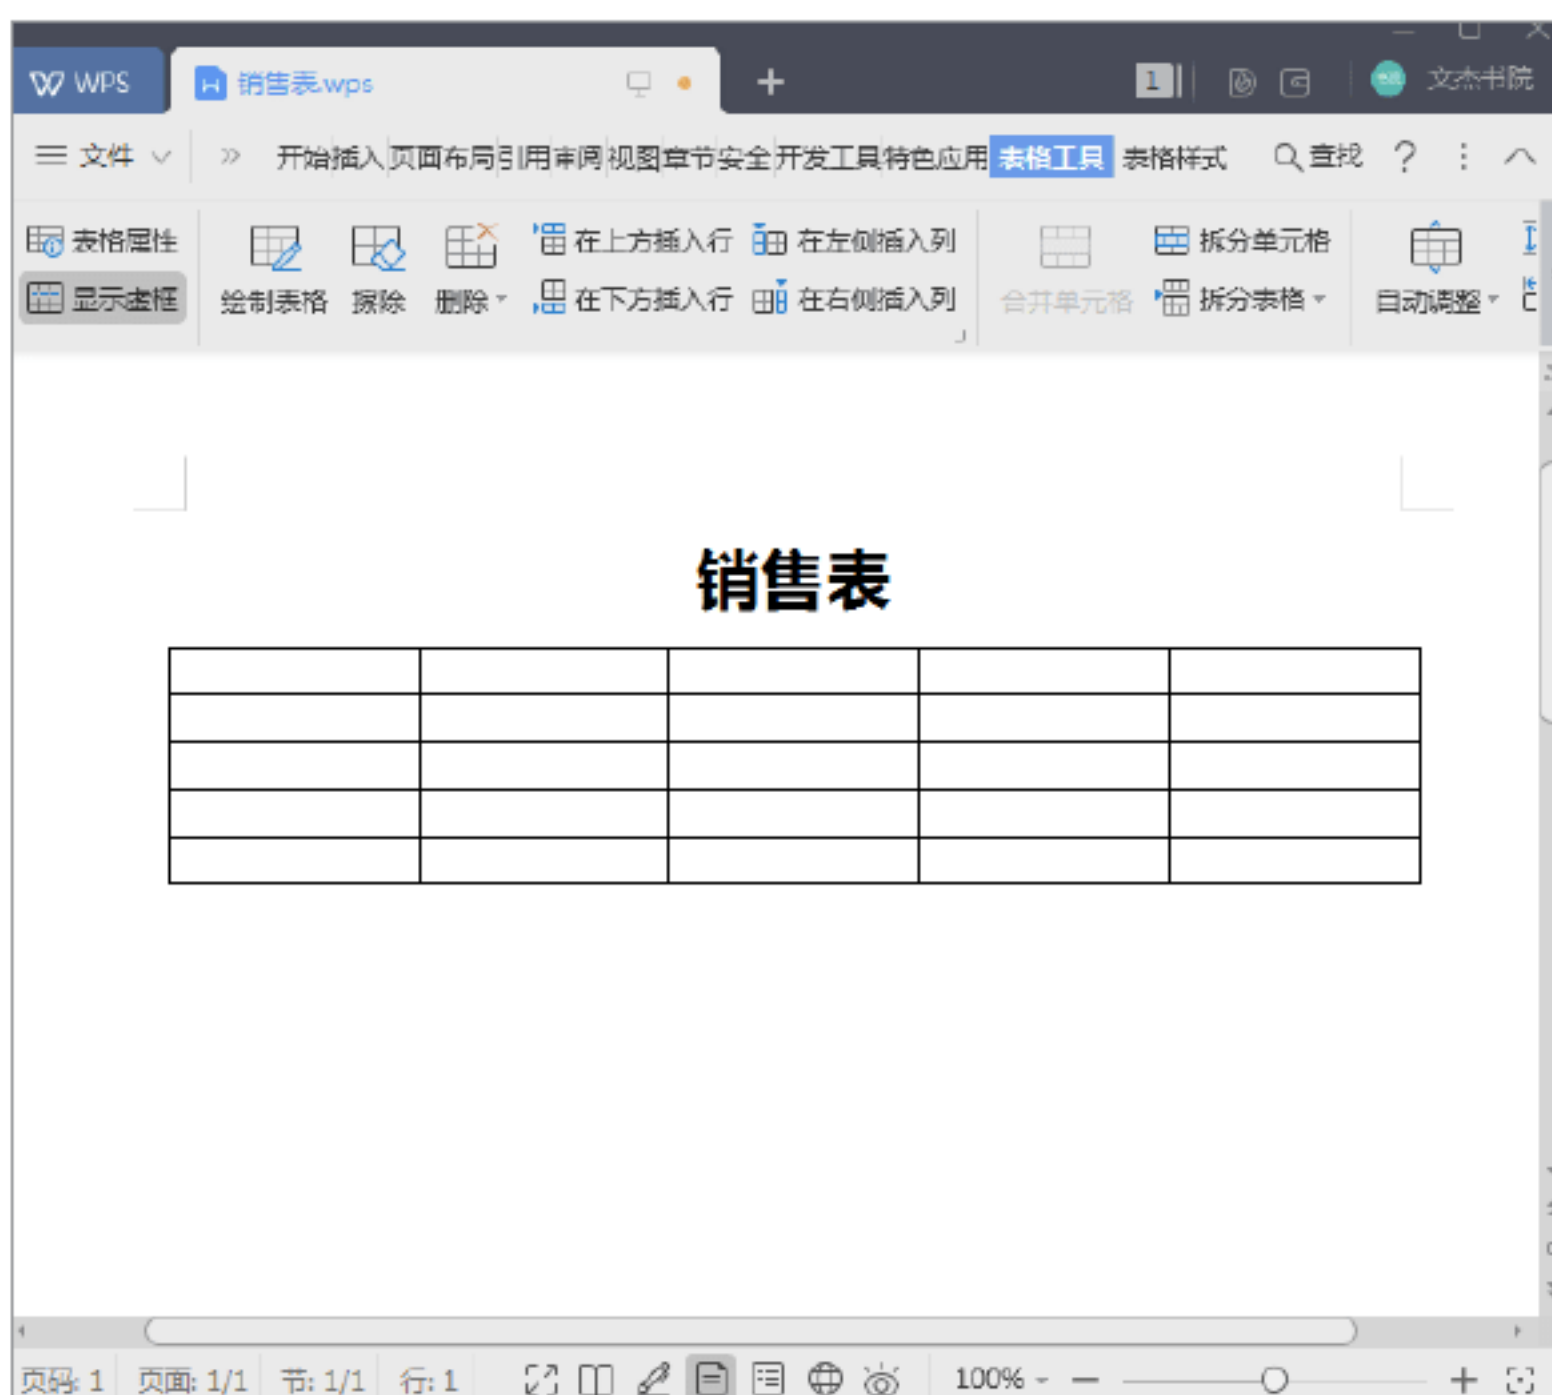 WPS 销售表.wps 1 文杰书院
文件 开始 插入 页面布局 引用 审阅 视图 章节 安全 开发工具 特色应用 表格工具 表格样式 查找
表格属性 在上方插入行 在左侧插入列 拆分单元格
显示虚框 绘制表格 擦除 删除 在下方插入行 在右侧插入列 合并单元格 拆分表格 自动调整
销售表
页码: 1 页面: 1/1 节: 1/1 行: 1 100%